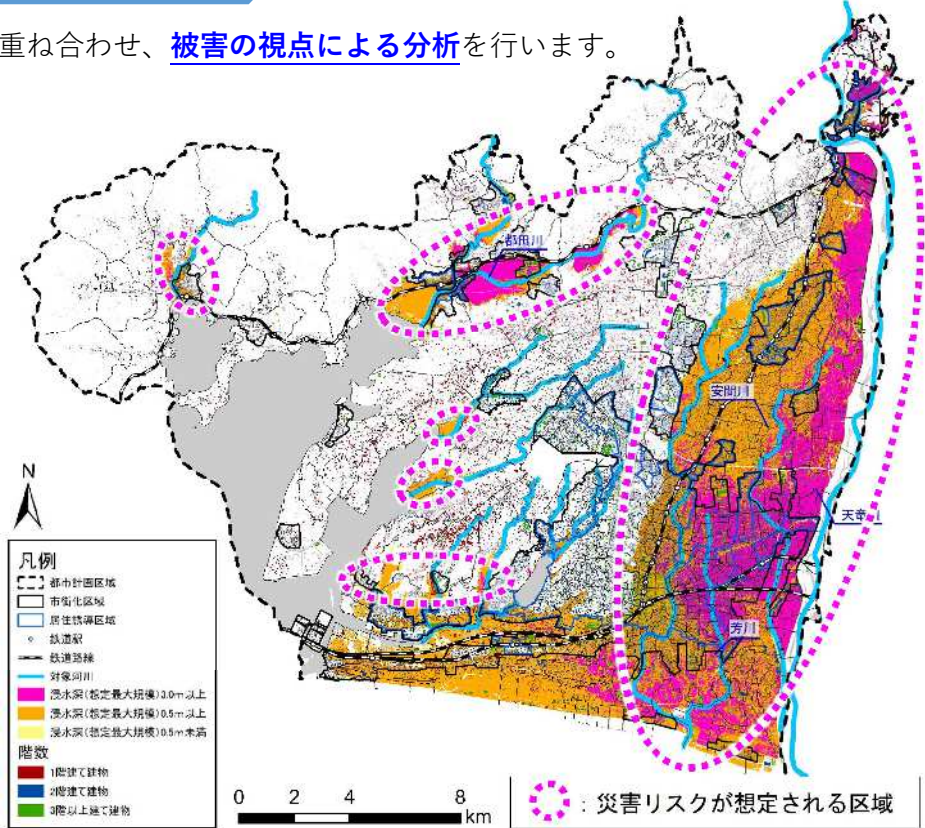 重ね合わせ、被害の視点による分析を行います。
都田川
安間川
天竜川
芳川
N
凡例
都市計画区域
市街化区域
居住誘導区域
鉄道駅
鉄道路線
対象河川
浸水深(想定最大規模)3.0m以上
浸水深(想定最大規模)0.5m以上
浸水深(想定最大規模)0.5m未満
階数
1階建て建物
2階建て建物
3階以上建て建物
0 2 4 8
km
：災害リスクが想定される区域